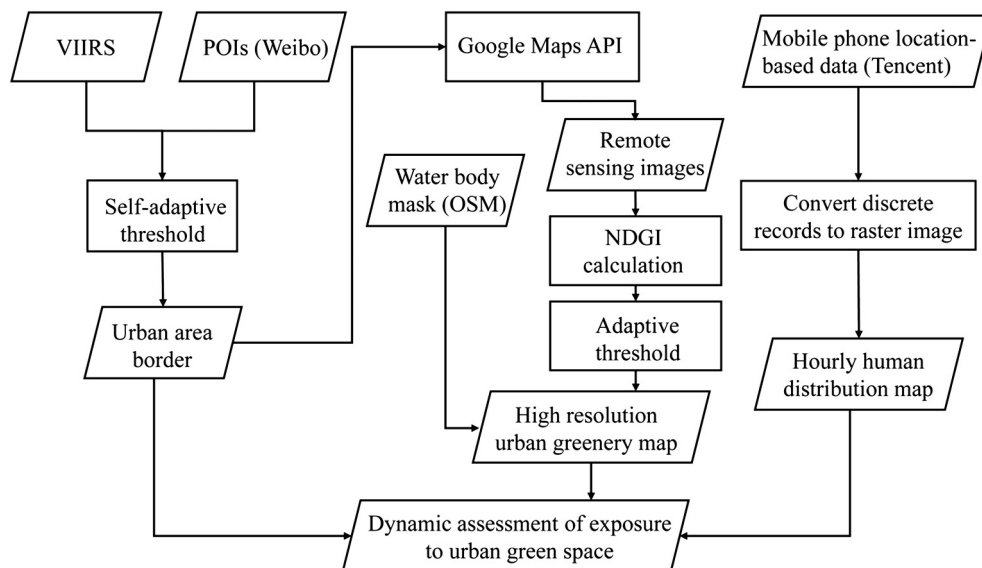 VIIRS
POIs (Weibo)
Google Maps API
Mobile phone location-
based data (Tencent)
Remote
sensing images
Water body
mask (OSM)
Self-adaptive
threshold
Convert discrete
records to raster image
NDGI
calculation
Urban area
border
Adaptive
threshold
Hourly human
distribution map
High resolution
urban greenery map
Dynamic assessment of exposure
to urban green space